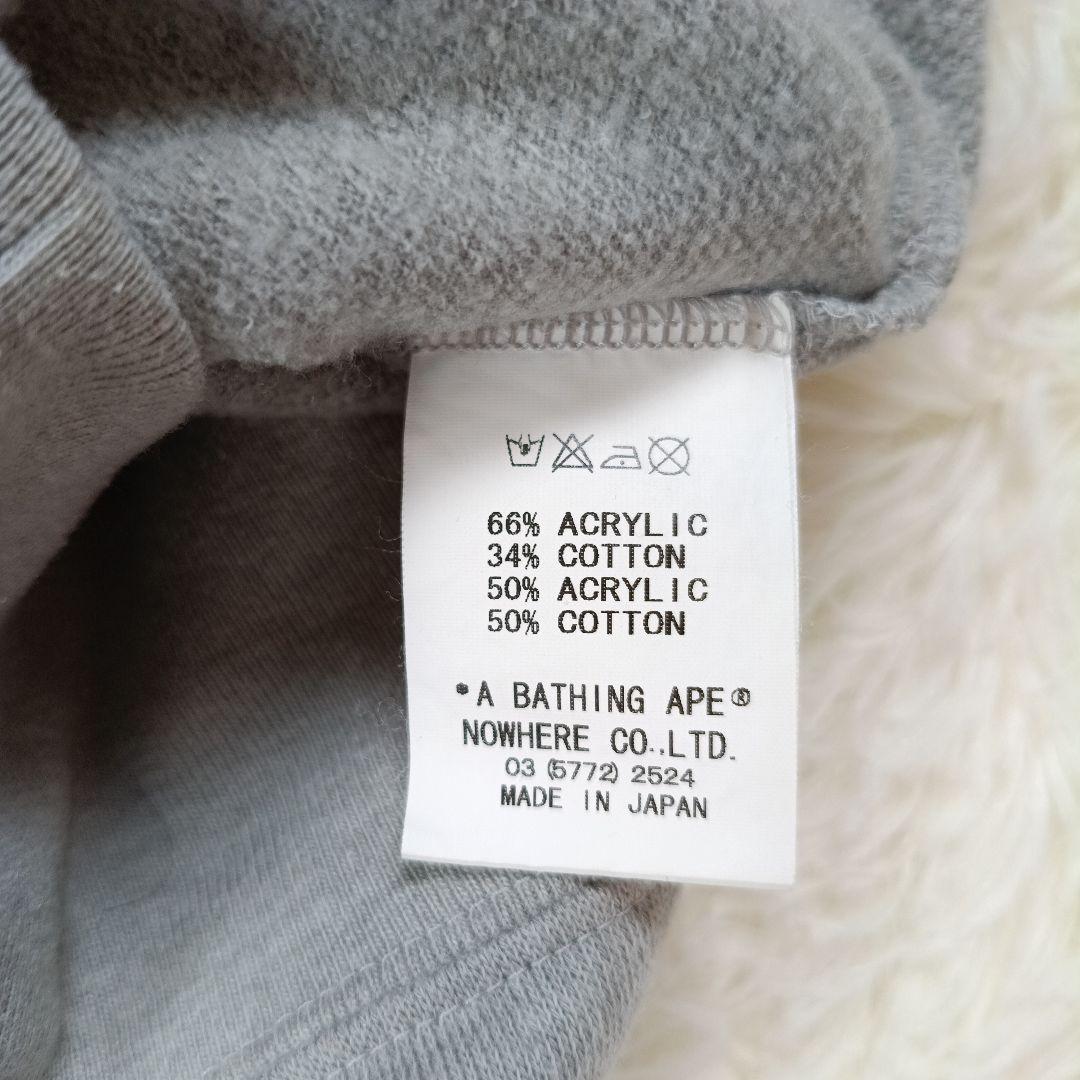 66% ACRYLIC
34% COTTON
50% ACRYLIC
50% COTTON
*A BATHING APE®
NOWHERE CO.,LTD.
03 (5772) 2524
MADE IN JAPAN